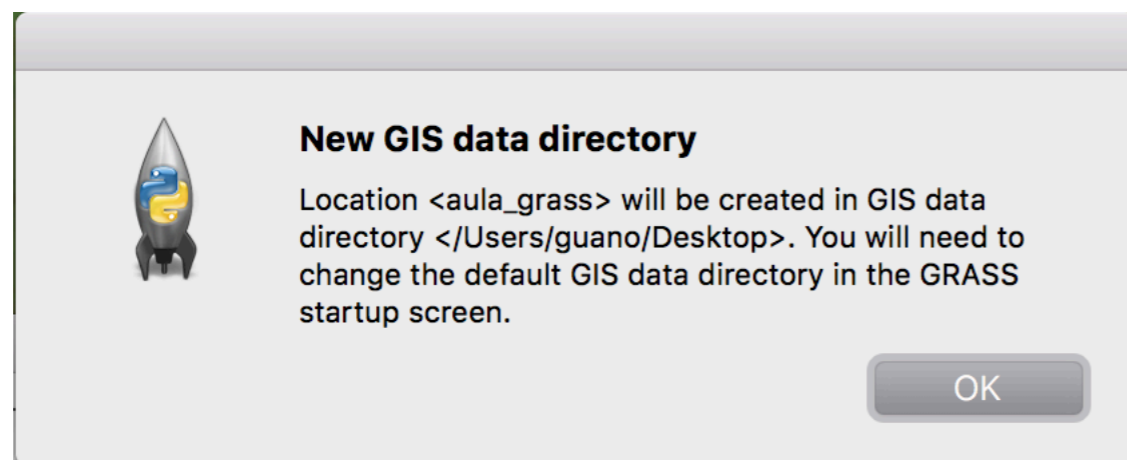 New GIS data directory
Location <aula_grass> will be created in GIS data
directory </Users/guano/Desktop>. You will need to
change the default GIS data directory in the GRASS
startup screen.
OK